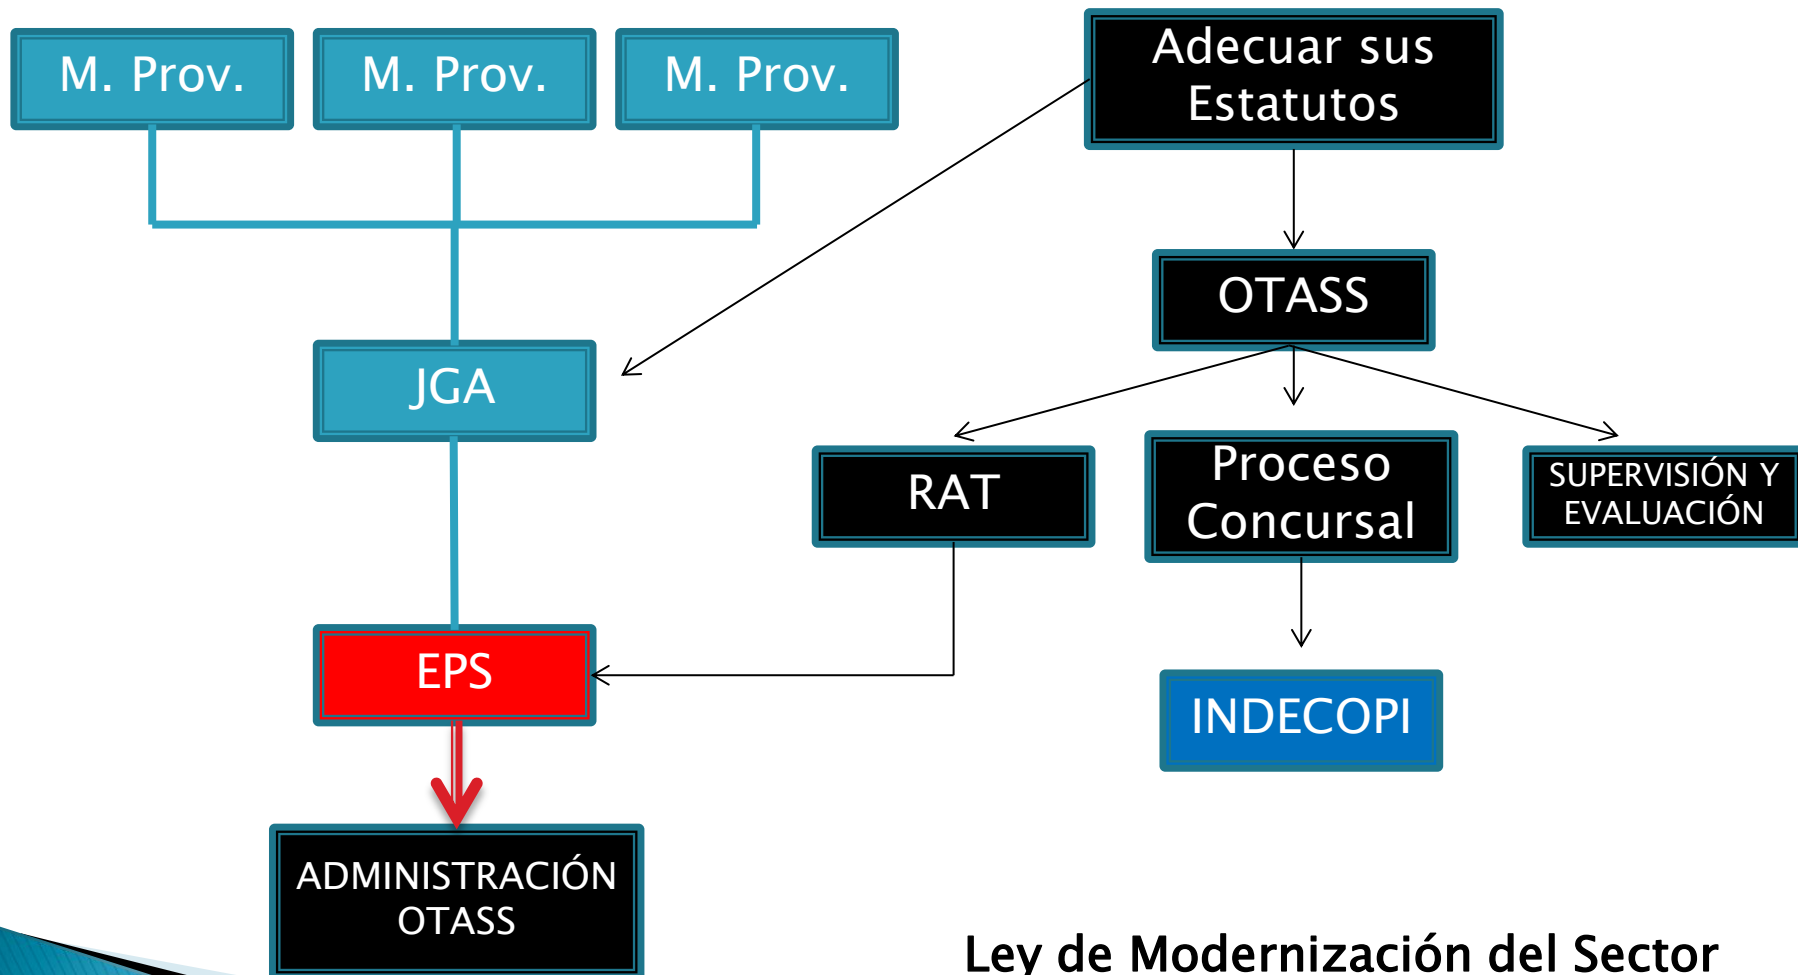 M. Prov.
M. Prov.
M. Prov.
Adecuar sus
Estatutos
OTASS
JGA
RAT
Proceso
Concursal
SUPERVISIÓN Y
EVALUACIÓN
EPS
INDECOPI
ADMINISTRACIÓN
OTASS
Ley de Modernización del Sector